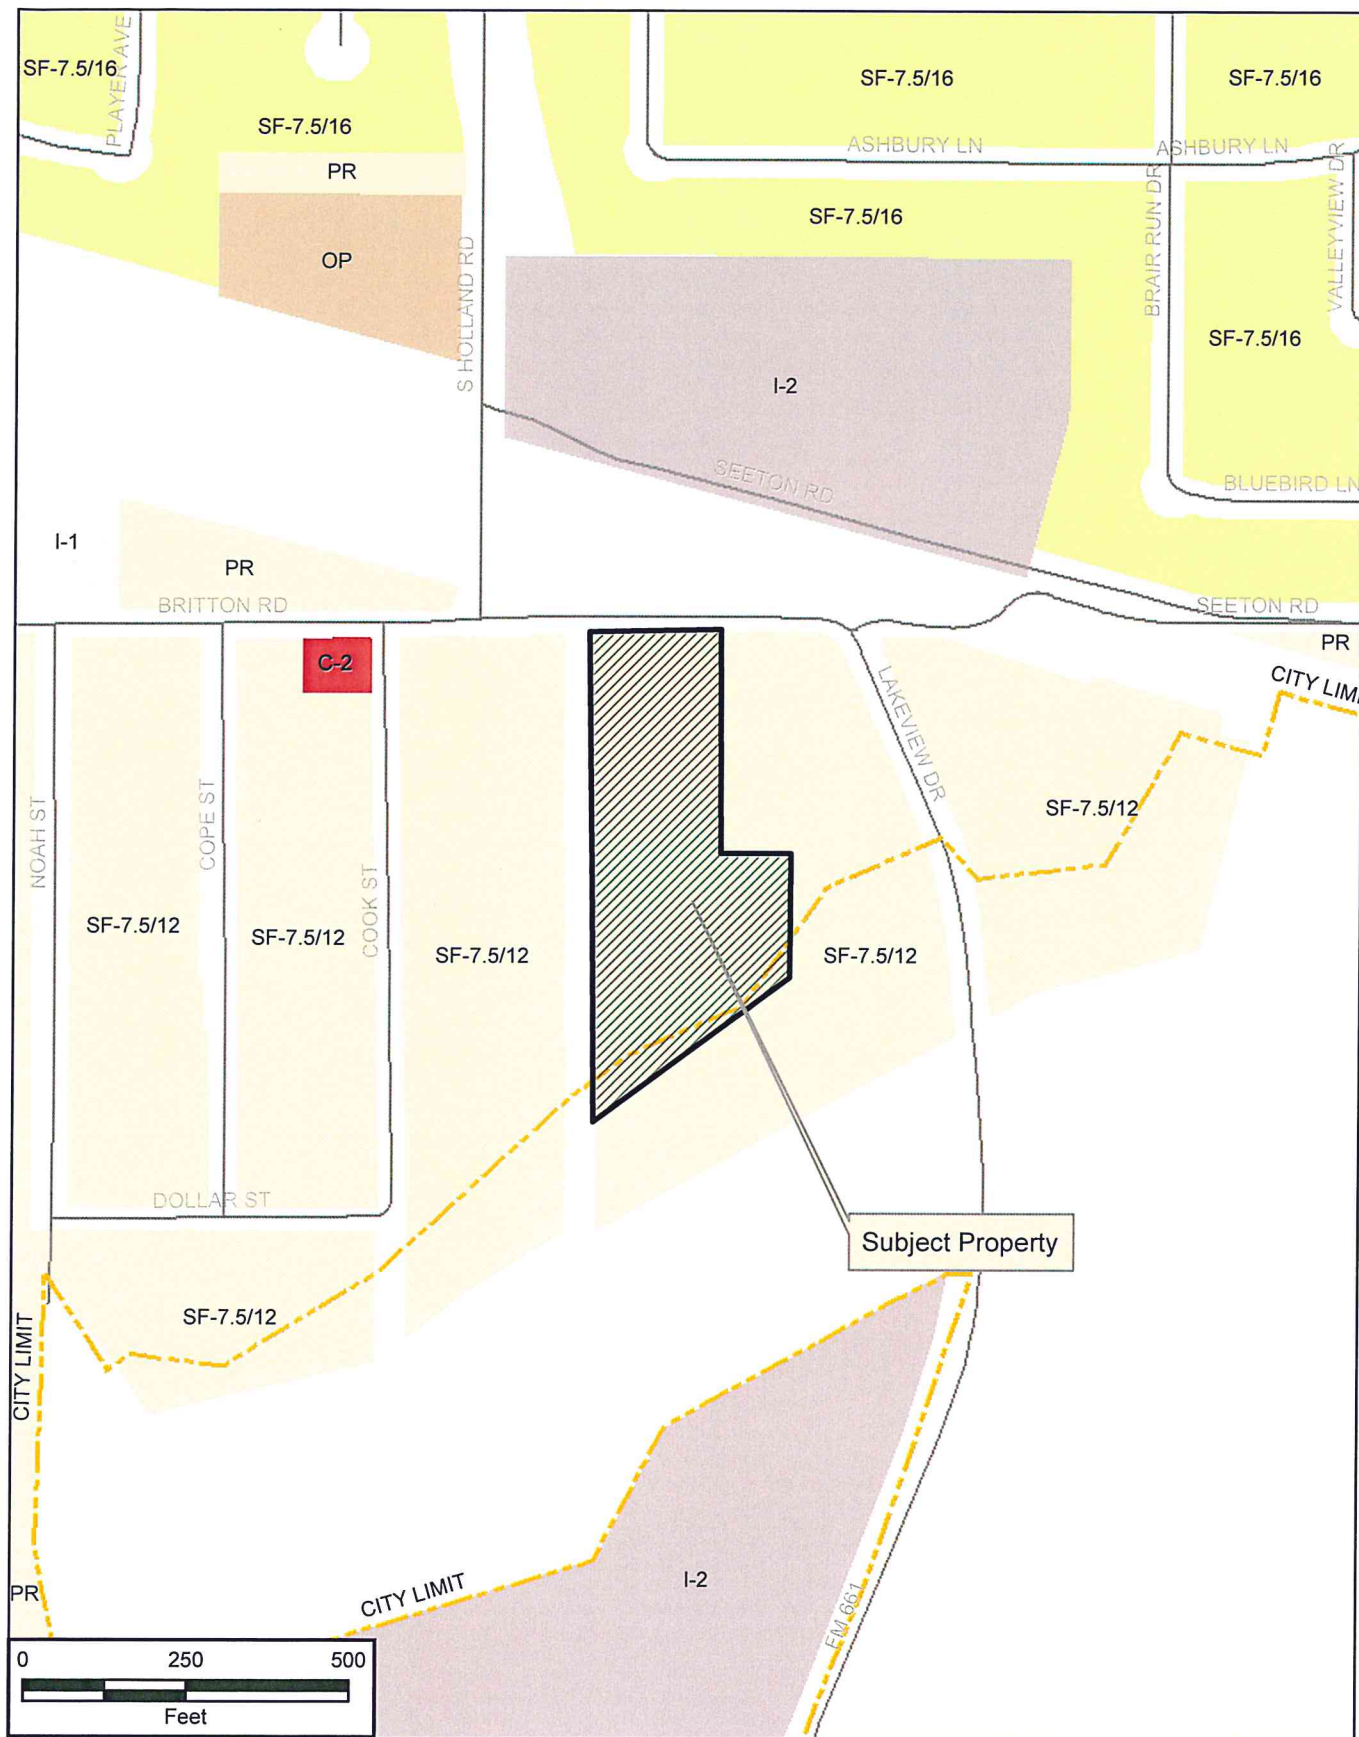 PLAYER AVE
SF-7.5/16
SF-7.5/16
SF-7.5/16
SF-7.5/16
PR
ASHBURY LN
ASHBURY LN
SF-7.5/16
OP
S HOLLAND RD
BRAIR RUN DR
VALLEYVIEW DR
SF-7.5/16
I-2
SEETON RD
BLUEBIRD LN
I-1
PR
BRITTON RD
SEETON RD
PR
C-2
CITY LIM
LAKEVIEW DR
NOAH ST
COPE ST
COOK ST
SF-7.5/12
SF-7.5/12
SF-7.5/12
SF-7.5/12
SF-7.5/12
DOLLAR ST
Subject Property
SF-7.5/12
CITY LIMIT
I-2
CITY LIMIT
PR
FM 661
0 250 500
Feet